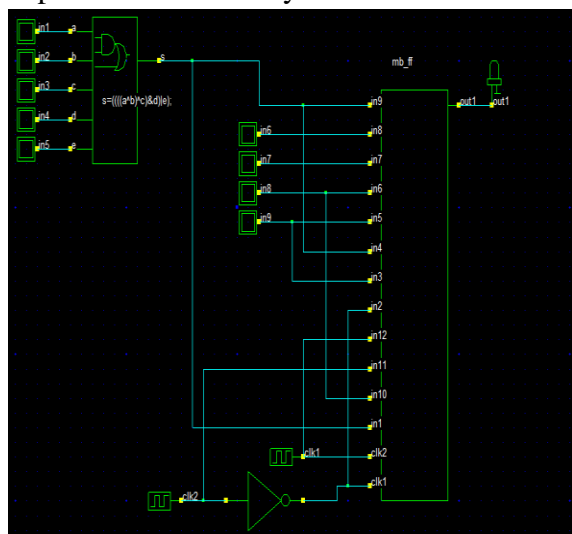 in1 a
in2 b
in3 c
in4 d
in5 e
s
s=((((a^b)^c)&d)|e);
mb_ff
in6
in7
in8
in9
in9
in8
in7
in6
in5
in4
in3
in2
in12
in11
in10
in1
clk2
clk1
out1
out1
clk1
clk2